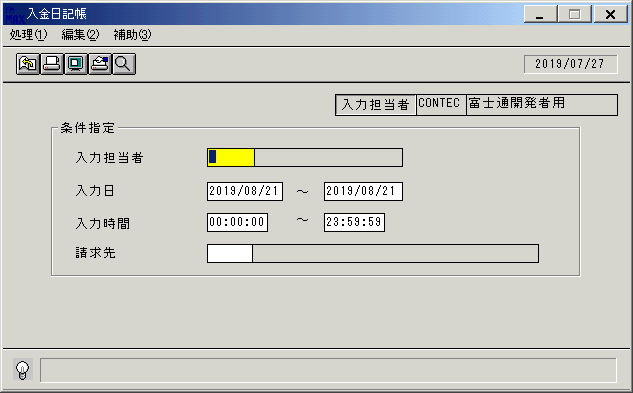 入金日記帳
処理(1) 編集(2) 補助(3)
2019/07/27
入力担当者 CONTEC 富士通開発者用
条件指定
入力担当者
入力日 2019/08/21 ～ 2019/08/21
入力時間 00:00:00 ～ 23:59:59
請求先